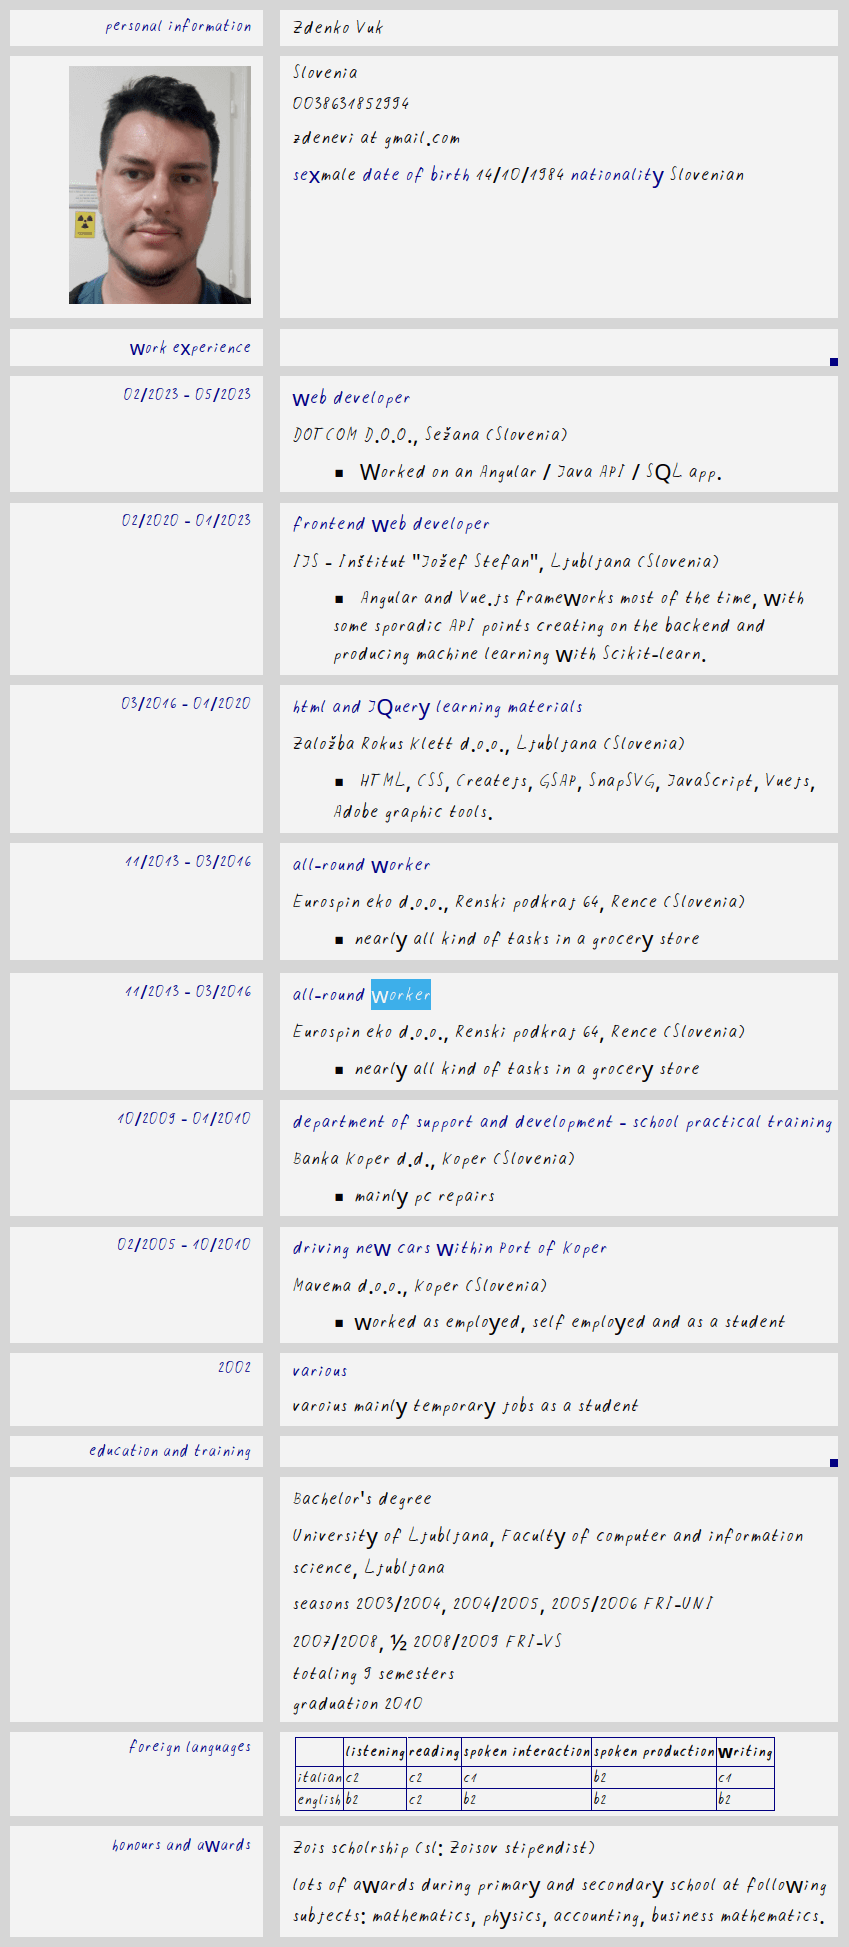 personal information
Zdenko Vuk
Slovenia
0038631852994
zdenevi at gmail.com
sexmale date of birth 14/10/1984 nationality Slovenian
work experience
02/2023 - 05/2023
web developer
DOTCOM D.O.O., Sežana (Slovenia)
▪ Worked on an Angular / Java API / SQL app.
02/2020 - 01/2023
frontend web developer
IJS - Inštitut "Jožef Stefan", Ljubljana (Slovenia)
▪ Angular and Vue.js frameworks most of the time, with
some sporadic API points creating on the backend and
producing machine learning with Scikit-learn.
03/2016 - 01/2020
html and JQuery learning materials
Založba Rokus Klett d.o.o., Ljubljana (Slovenia)
▪ HTML, CSS, Createjs, GSAP, SnapSVG, JavaScript, Vuejs,
Adobe graphic tools.
11/2013 - 03/2016
all-round worker
Eurospin eko d.o.o., Renski podkraj 64, Rence (Slovenia)
▪ nearly all kind of tasks in a grocery store
11/2013 - 03/2016
all-round worker
Eurospin eko d.o.o., Renski podkraj 64, Rence (Slovenia)
▪ nearly all kind of tasks in a grocery store
10/2009 - 01/2010
department of support and development - school practical training
Banka Koper d.d., Koper (Slovenia)
▪ mainly pc repairs
02/2005 - 10/2010
driving new cars within Port of Koper
Mavema d.o.o., Koper (Slovenia)
▪ worked as employed, self employed and as a student
2002
various
varoius mainly temporary jobs as a student
education and training
Bachelor's degree
University of Ljubljana, Faculty of computer and information
science, Ljubljana
seasons 2003/2004, 2004/2005, 2005/2006 FRI-UNI
2007/2008, ½ 2008/2009 FRI-VS
totaling 9 semesters
graduation 2010
foreign languages
listening reading spoken interaction spoken production writing
italian c2 c2 c1 b2 c1
english b2 c2 b2 b2 b2
honours and awards
Zois scholrship (sl: Zoisov stipendist)
lots of awards during primary and secondary school at following
subjects: mathematics, physics, accounting, business mathematics.